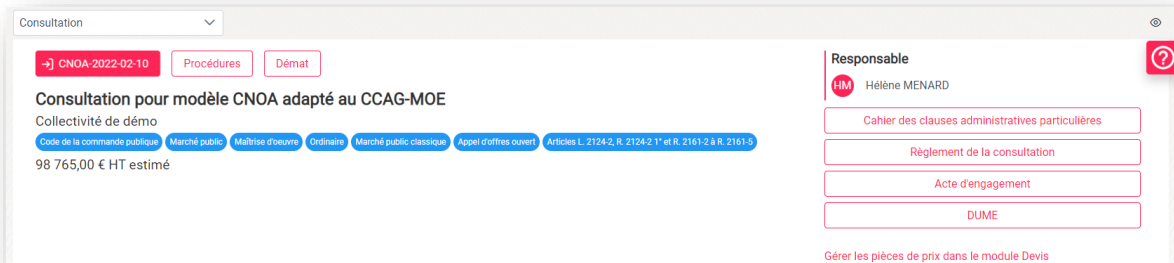 Consultation
CNOA-2022-02-10 Procédures Démat
Consultation pour modèle CNOA adapté au CCAG-MOE
Collectivité de démo
Code de la commande publique Marché public Maîtrise d'oeuvre Ordinaire Marché public classique Appel d'offres ouvert Articles L. 2124-2, R. 2124-2 1° et R. 2161-2 à R. 2161-5
98 765,00 € HT estimé
Responsable
HM Hélène MENARD
Cahier des clauses administratives particulières
Règlement de la consultation
Acte d'engagement
DUME
Gérer les pièces de prix dans le module Devis